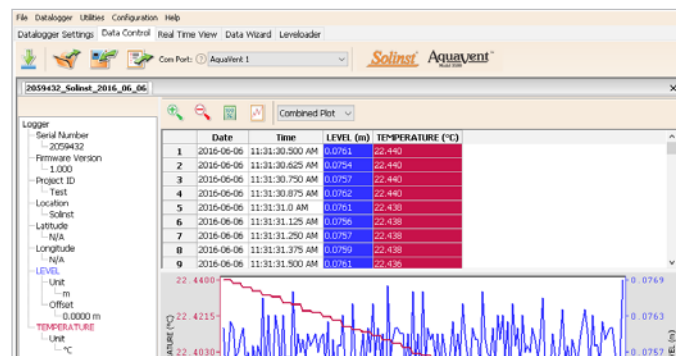 File Datalogger Utilities Configuration Help
Datalogger Settings Data Control Real Time View Data Wizard Leveloader
Com Port: AquaVent 1
Solinst Aquavent
Model 3500
2059432_Solinst_2016_06_06
Combined Plot
Logger
Serial Number
2059432
Firmware Version
1.000
Project ID
Test
Location
Solinst
Latitude
N/A
Longitude
N/A
LEVEL
Unit
m
Offset
0.0000 m
TEMPERATURE
Unit
°C
Date Time LEVEL (m) TEMPERATURE (°C)
1 2016-06-06 11:31:30.500 AM 0.0761 22.440
2 2016-06-06 11:31:30.625 AM 0.0754 22.440
3 2016-06-06 11:31:30.750 AM 0.0757 22.440
4 2016-06-06 11:31:30.875 AM 0.0762 22.440
5 2016-06-06 11:31:31.0 AM 0.0761 22.438
6 2016-06-06 11:31:31.125 AM 0.0756 22.438
7 2016-06-06 11:31:31.250 AM 0.0757 22.438
8 2016-06-06 11:31:31.375 AM 0.0759 22.438
9 2016-06-06 11:31:31.500 AM 0.0761 22.436
22.4400 0.0769
22.4215 0.0763
22.4030 0.0757
RATURE (°C)
EL (m)